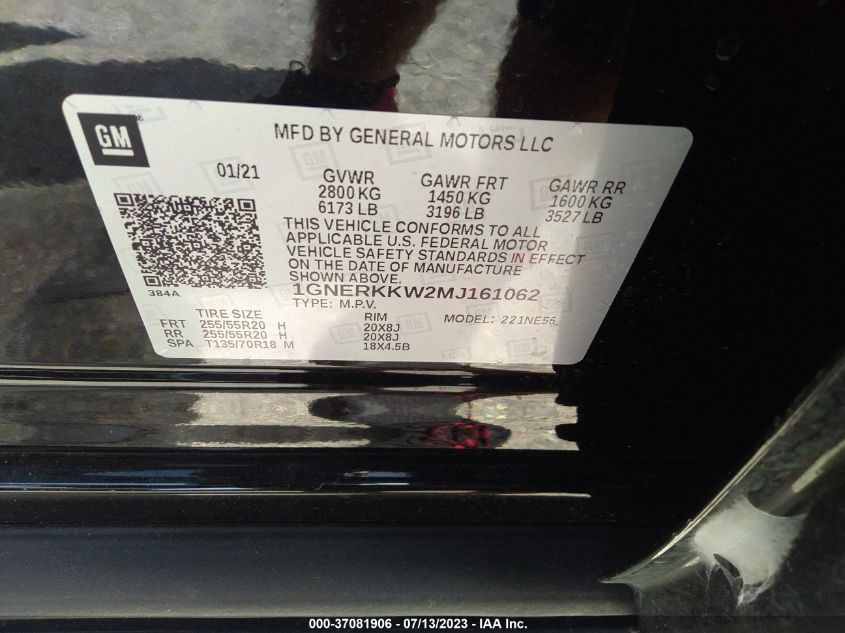 GM
MFD BY GENERAL MOTORS LLC
01/21
GVWR
2800 KG
6173 LB
GAWR FRT
1450 KG
3196 LB
GAWR RR
1600 KG
3527 LB
THIS VEHICLE CONFORMS TO ALL
APPLICABLE U.S. FEDERAL MOTOR
VEHICLE SAFETY STANDARDS IN EFFECT
ON THE DATE OF MANUFACTURE
SHOWN ABOVE.
384A
1GNERKKW2MJ161062
TYPE: M.P.V.
MODEL: 221NE56
TIRE SIZE RIM
FRT 255/55R20 H 20X8J
RR 255/55R20 H 20X8J
SPA T135/70R18 M 18X4.5B
000-37081906 - 07/13/2023 - IAA Inc.